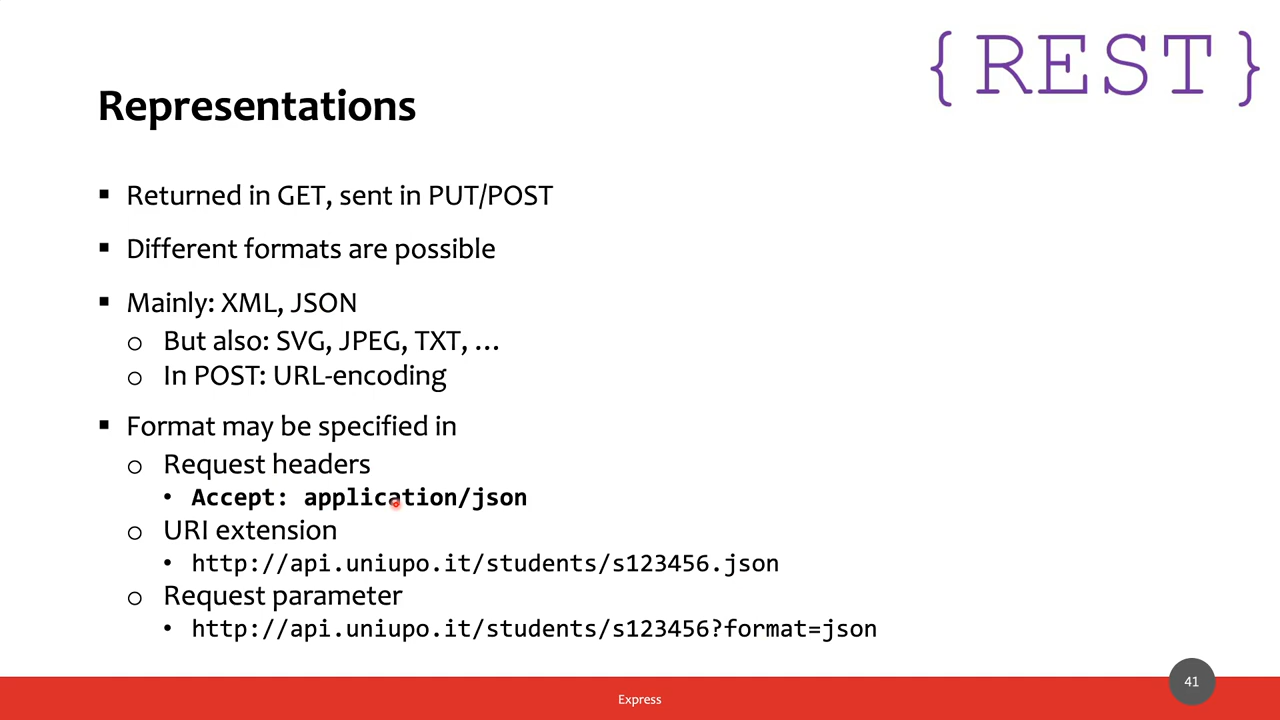 {REST}
Representations
▪ Returned in GET, sent in PUT/POST
▪ Different formats are possible
▪ Mainly: XML, JSON
o But also: SVG, JPEG, TXT, …
o In POST: URL-encoding
▪ Format may be specified in
o Request headers
• Accept: application/json
o URI extension
• http://api.uniupo.it/students/s123456.json
o Request parameter
• http://api.uniupo.it/students/s123456?format=json
41
Express